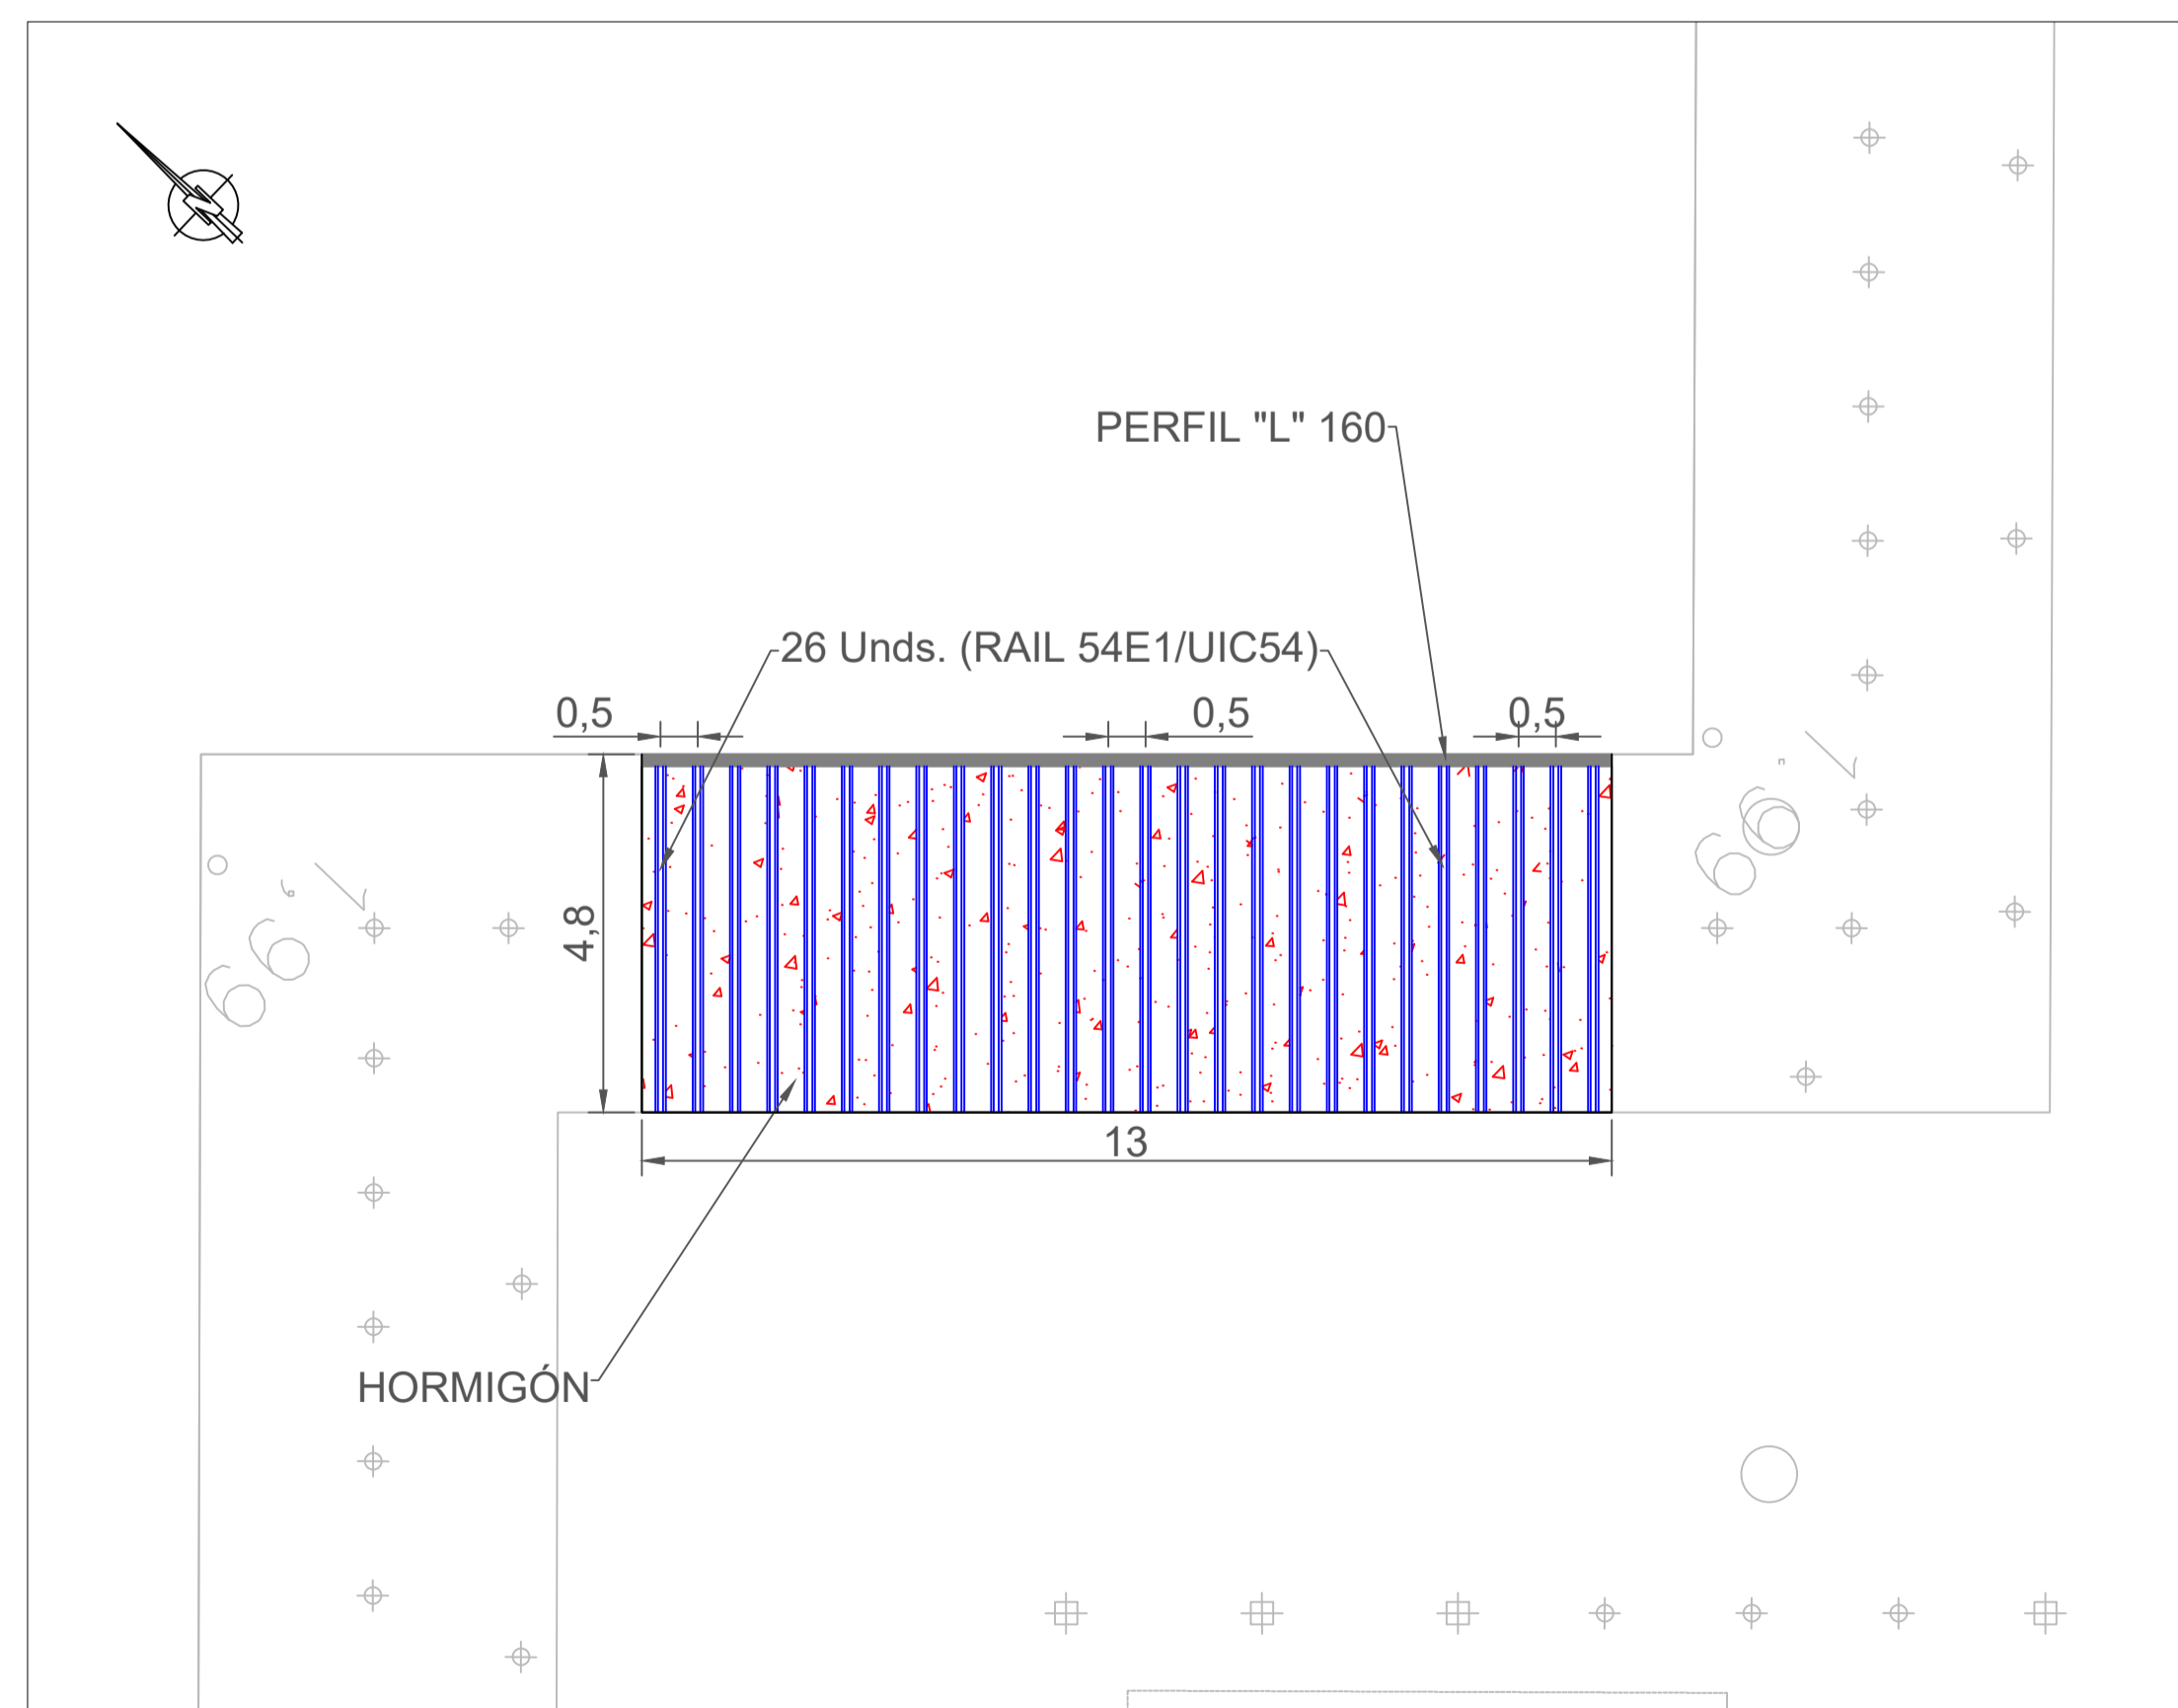 PERFIL "L" 160
26 Unds. (RAIL 54E1/UIC54)
0,5
0,5
0,5
4,8
13
HORMIGÓN